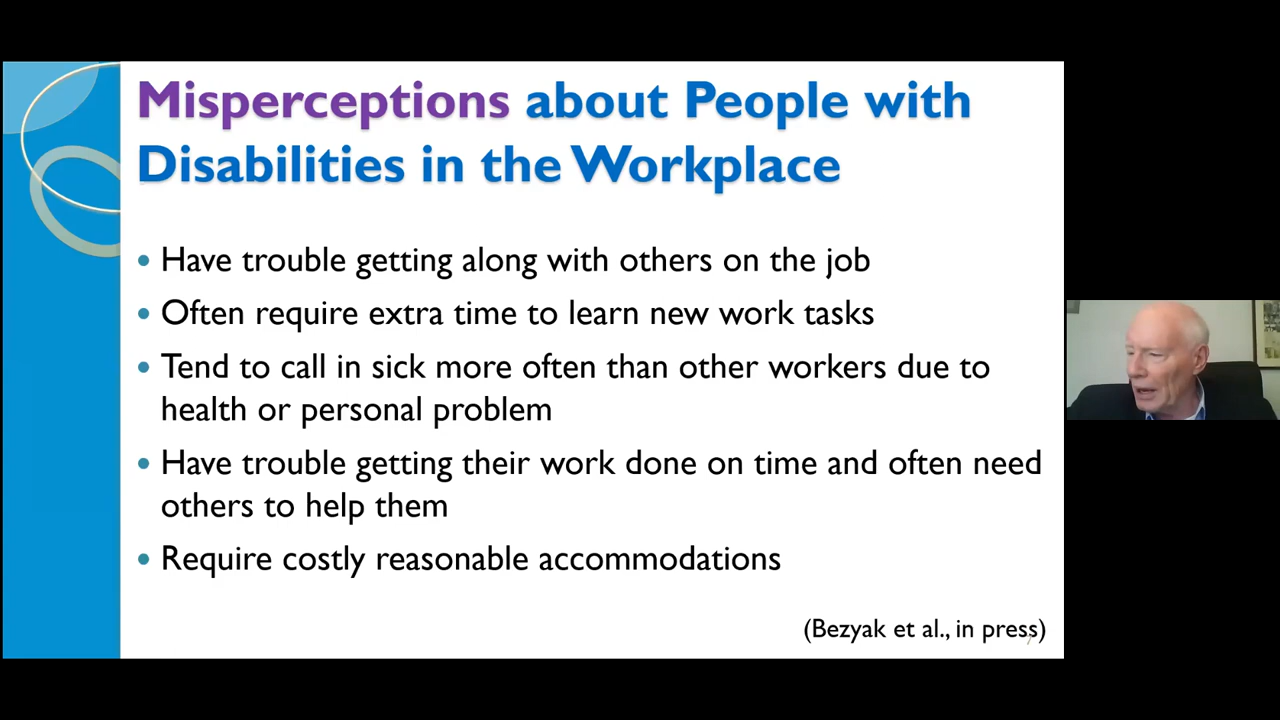 Misperceptions about People with
Disabilities in the Workplace
• Have trouble getting along with others on the job
• Often require extra time to learn new work tasks
• Tend to call in sick more often than other workers due to
health or personal problem
• Have trouble getting their work done on time and often need
others to help them
• Require costly reasonable accommodations
(Bezyak et al., in press)